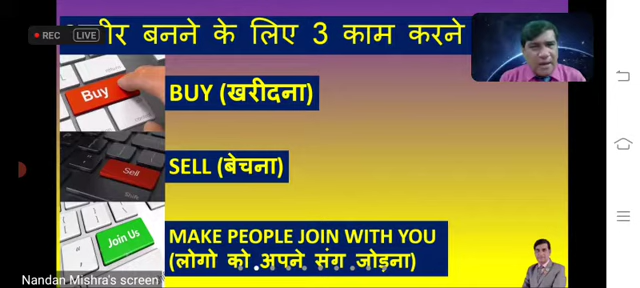 REC LIVE
बनने के लिए 3 काम करने
Buy
BUY (खरीदना)
Sell
SELL (बेचना)
Join Us
MAKE PEOPLE JOIN WITH YOU
(लोगो को अपने संग जोड़ना)
Nandan Mishra's screen